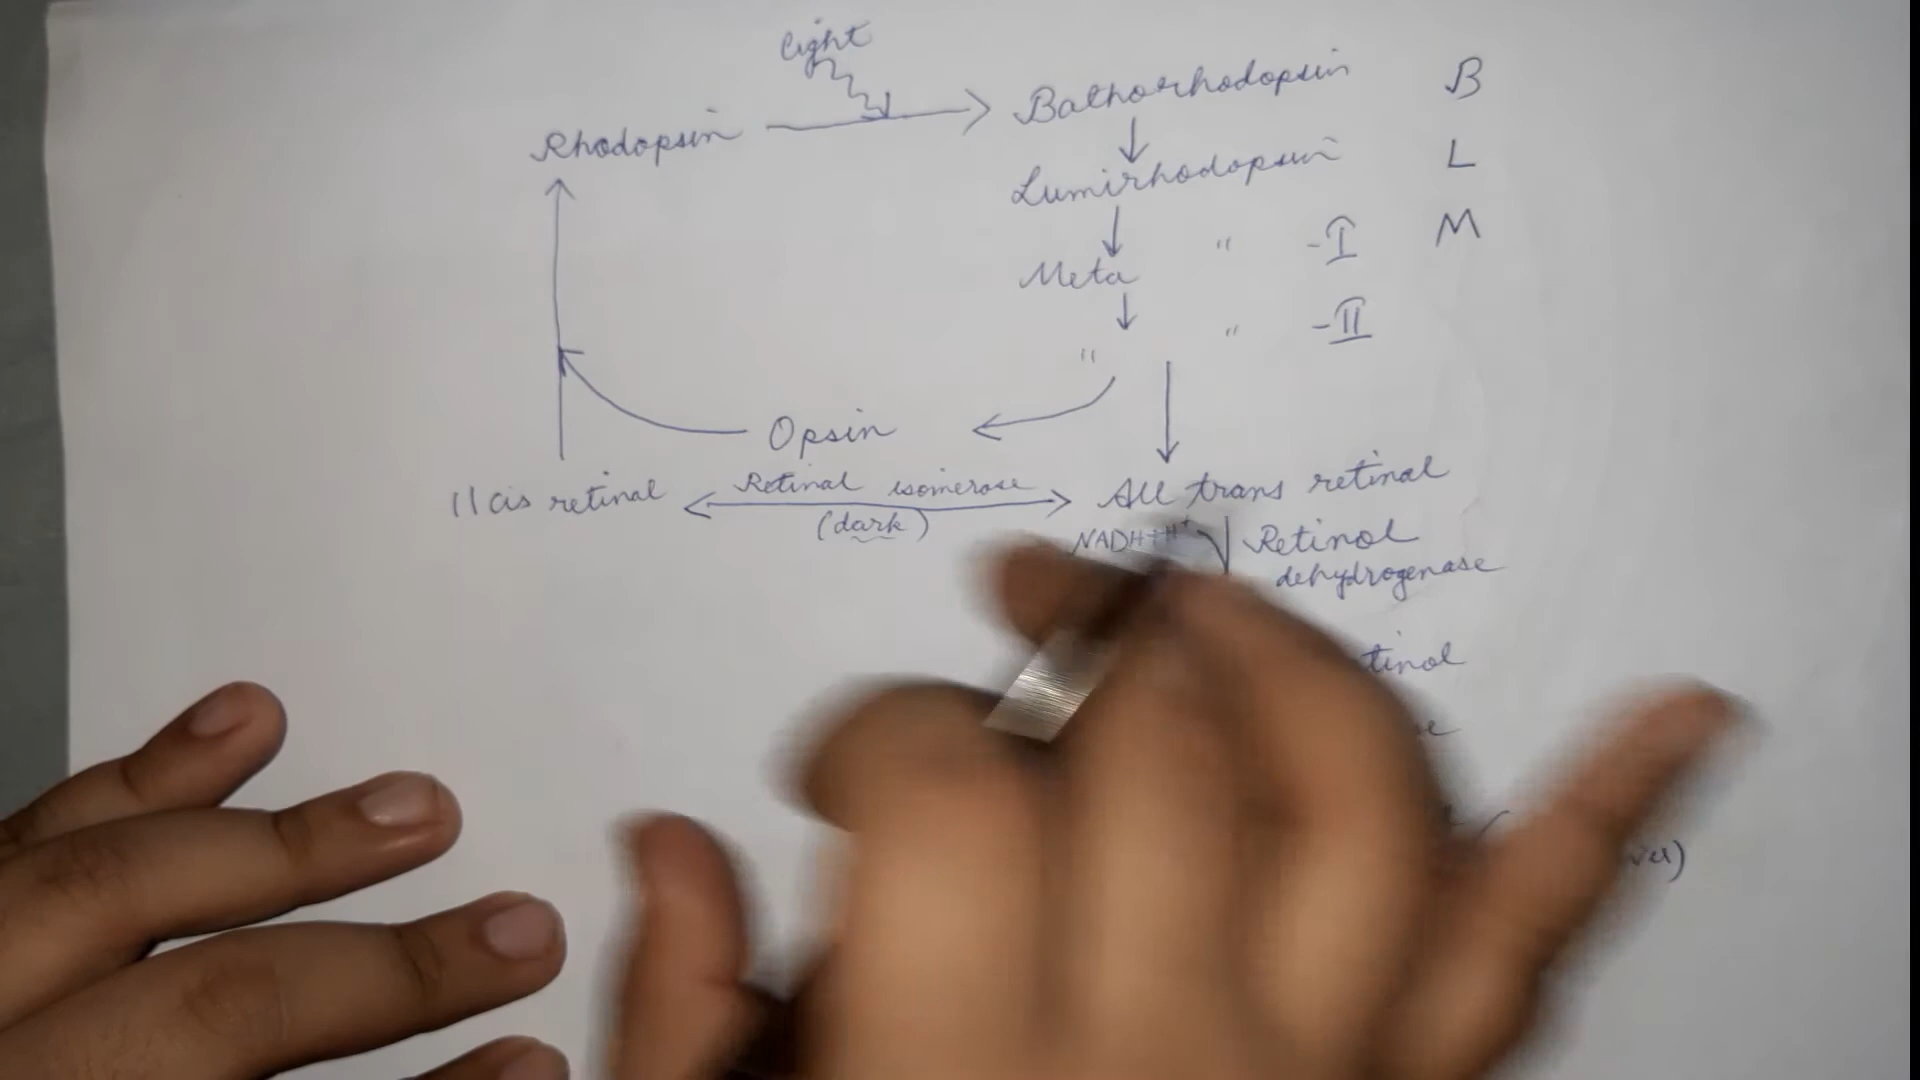 light
Rhodopsin
Bathorhodopsin B
Lumirhodopsin L
Meta " -I M
" " -II
Opsin
11 cis retinal
Retinal isomerase
(dark)
All trans retinal
NADH+H+
Retinol
dehydrogenase